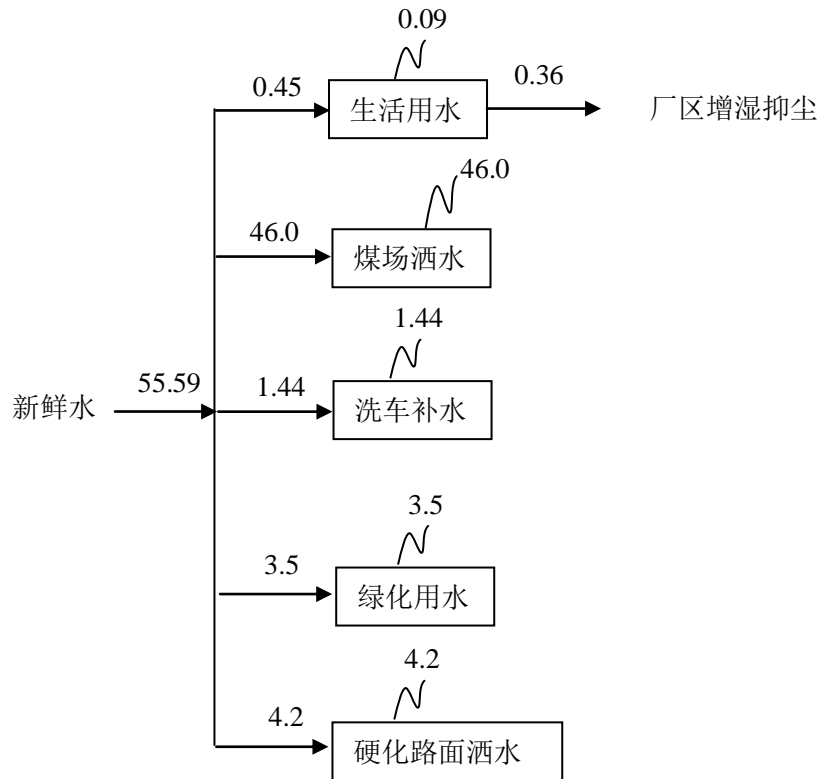 0.09
0.45
0.36
生活用水
厂区增湿抑尘
46.0
46.0
煤场洒水
1.44
新鲜水
55.59
1.44
洗车补水
3.5
3.5
绿化用水
4.2
4.2
硬化路面洒水